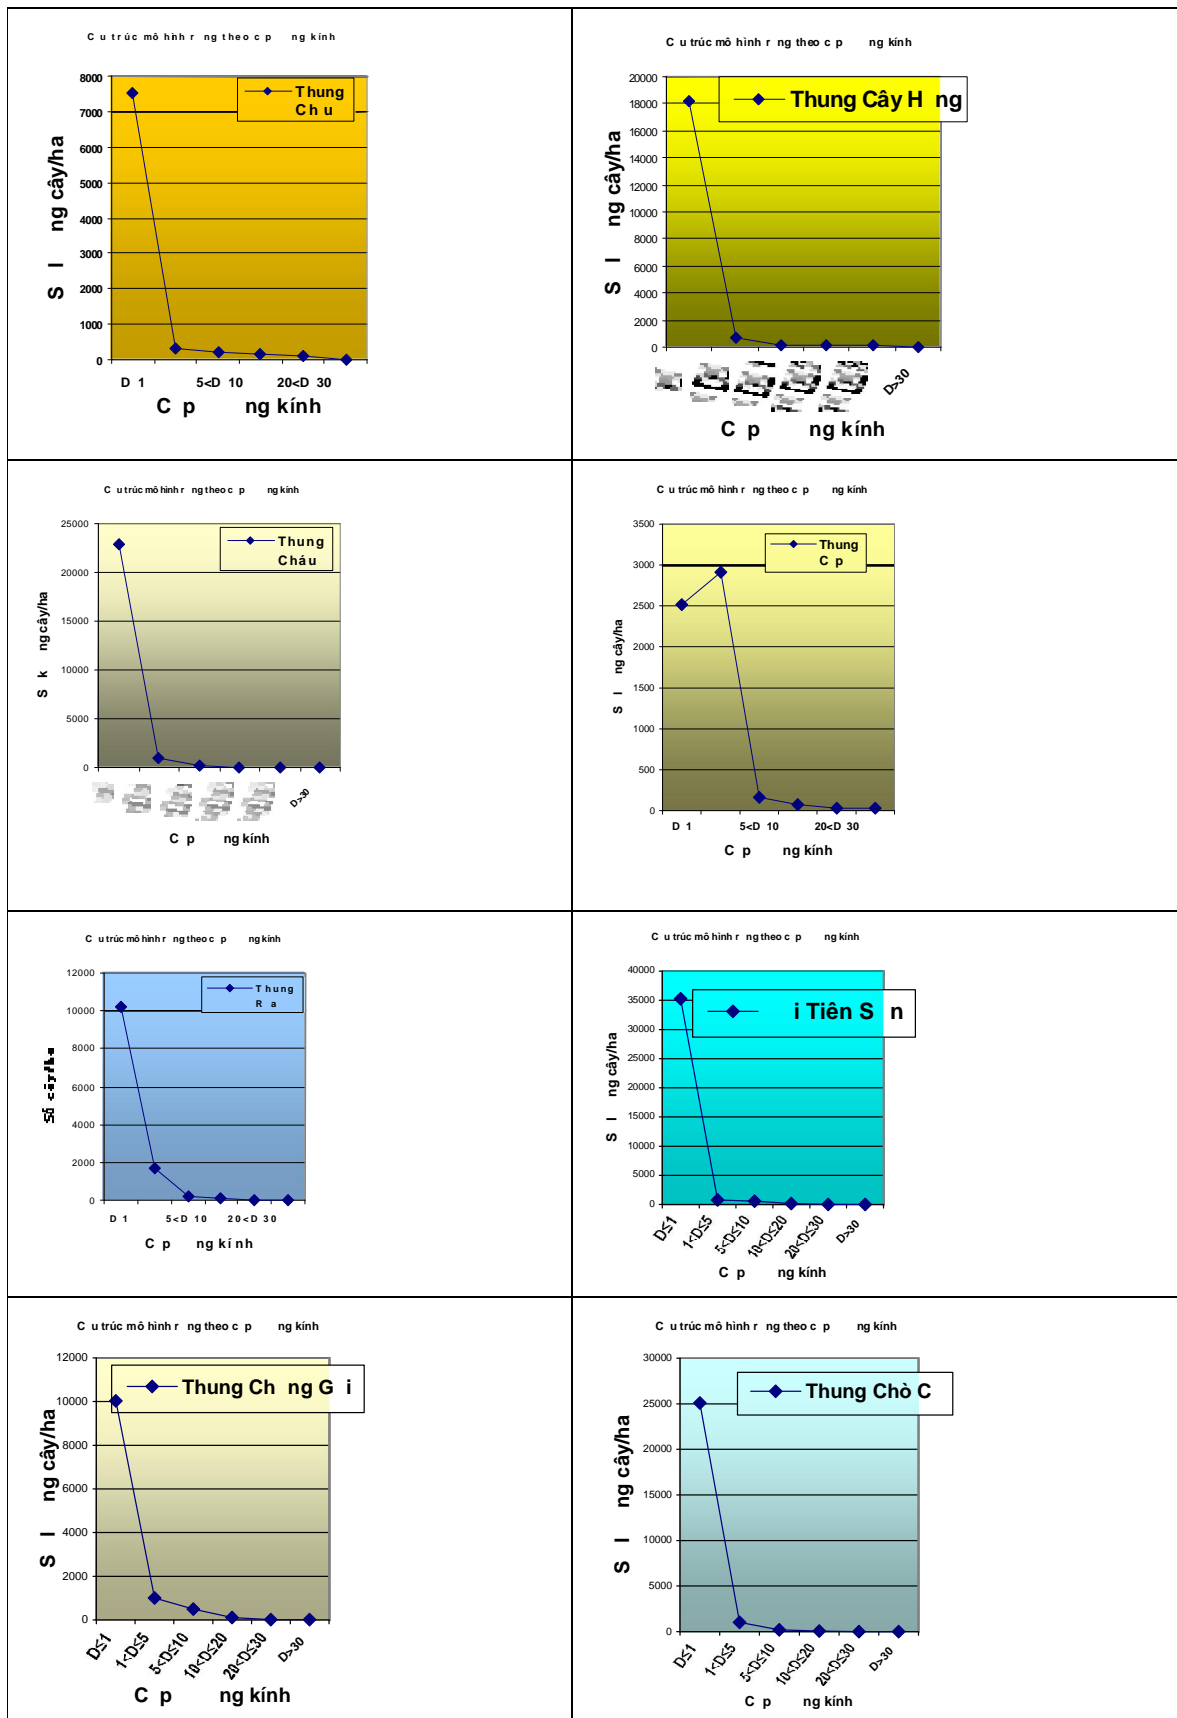 C u trúc mô hình r ng theo c p ng kính
8000
7000
6000
5000
4000
3000
2000
1000
0
Thung
Ch u
S l ng cây/ha
D 1
5<D 10
20<D 30
C p ng kính
C u trúc mô hình r ng theo c p ng kính
20000
18000
16000
14000
12000
10000
8000
6000
4000
2000
0
Thung Cây H ng
S l ng cây/ha
D>30
C p ng kính
C u trúc mô hình r ng theo c p ng kính
25000
20000
15000
10000
5000
0
Thung
Cháu
S k ng cây/ha
D>30
C p ng kính
C u trúc mô hình r ng theo c p ng kính
3500
3000
2500
2000
1500
1000
500
0
Thung
C p
S l ng cây/ha
D 1
5<D 10
20<D 30
C p ng kính
C u trúc mô hình r ng theo c p ng kính
12000
10000
8000
6000
4000
2000
0
Thung
R a
Số cây/ha
D 1
5<D 10
20<D 30
C p ng kính
C u trúc mô hình r ng theo c p ng kính
40000
35000
30000
25000
20000
15000
10000
5000
0
i Tiên S n
S l ng cây/ha
D≤1
1<D≤5
5<D≤10
10<D≤20
20<D≤30
D>30
C p ng kính
C u trúc mô hình r ng theo c p ng kính
12000
10000
8000
6000
4000
2000
0
Thung Ch ng G i
S l ng cây/ha
D≤1
1<D≤5
5<D≤10
10<D≤20
20<D≤30
D>30
C p ng kính
C u trúc mô hình r ng theo c p ng kính
30000
25000
20000
15000
10000
5000
0
Thung Chò C
S l ng cây/ha
D≤1
1<D≤5
5<D≤10
10<D≤20
20<D≤30
D>30
C p ng kính